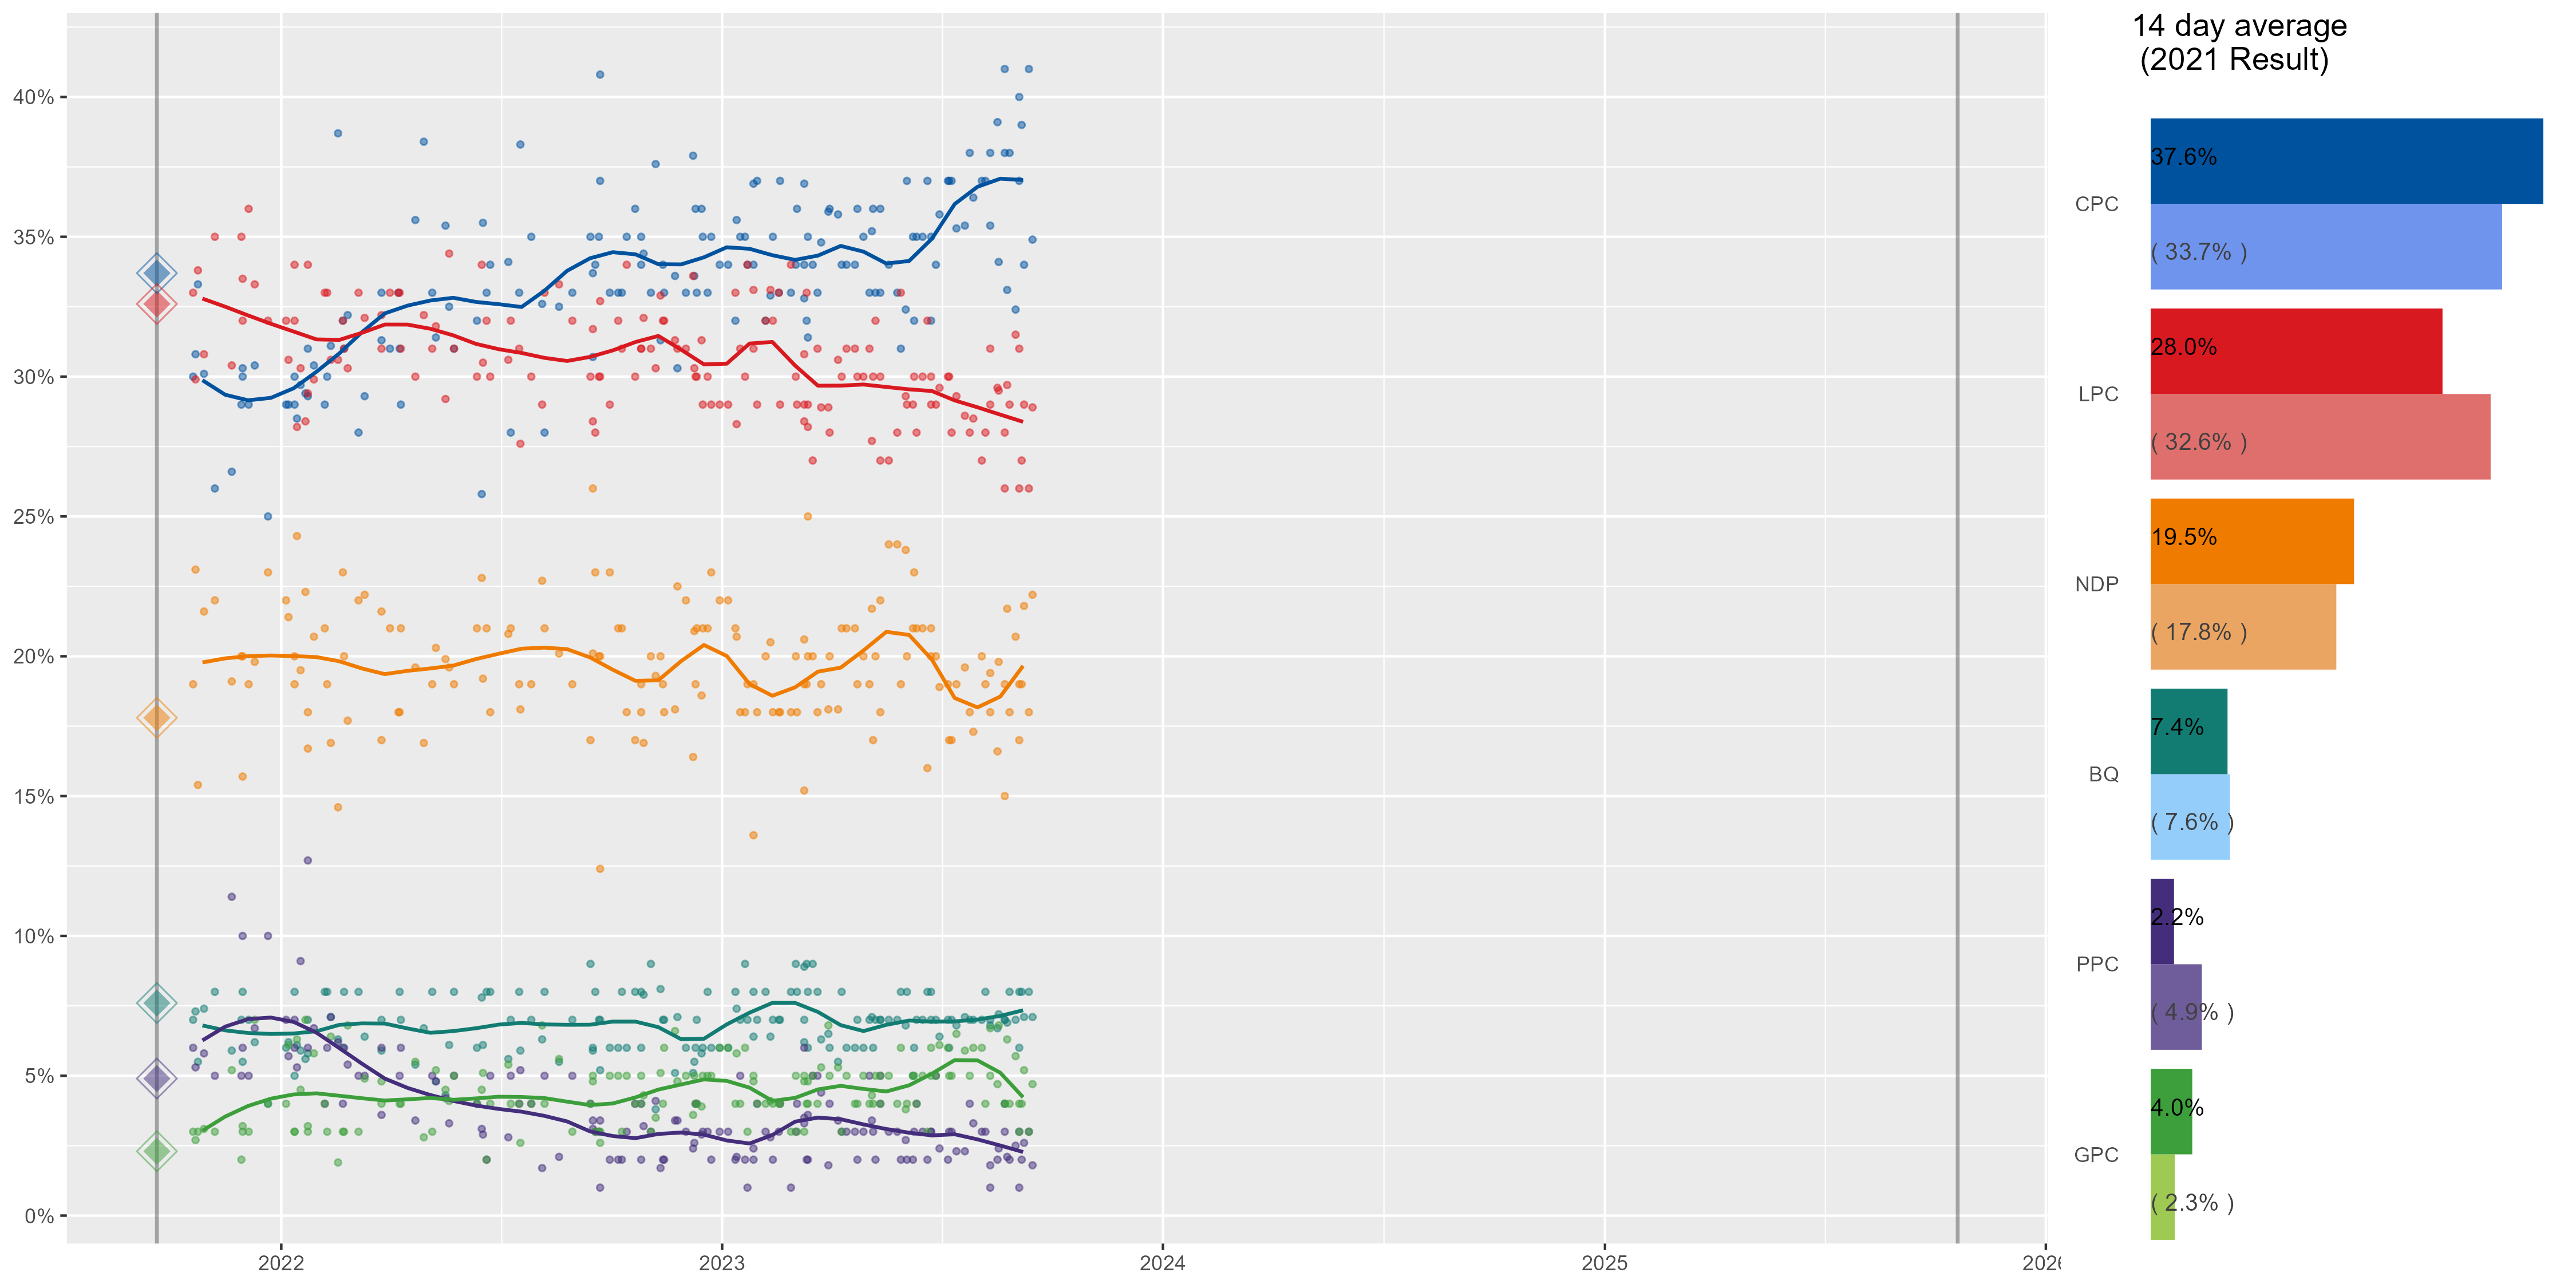 14 day average
(2021 Result)
40%
35%
30%
25%
20%
15%
10%
5%
0%
2022
2023
2024
2025
202
CPC
37.6%
( 33.7% )
LPC
28.0%
( 32.6% )
NDP
19.5%
( 17.8% )
BQ
7.4%
( 7.6% )
PPC
2.2%
( 4.9% )
GPC
4.0%
( 2.3% )